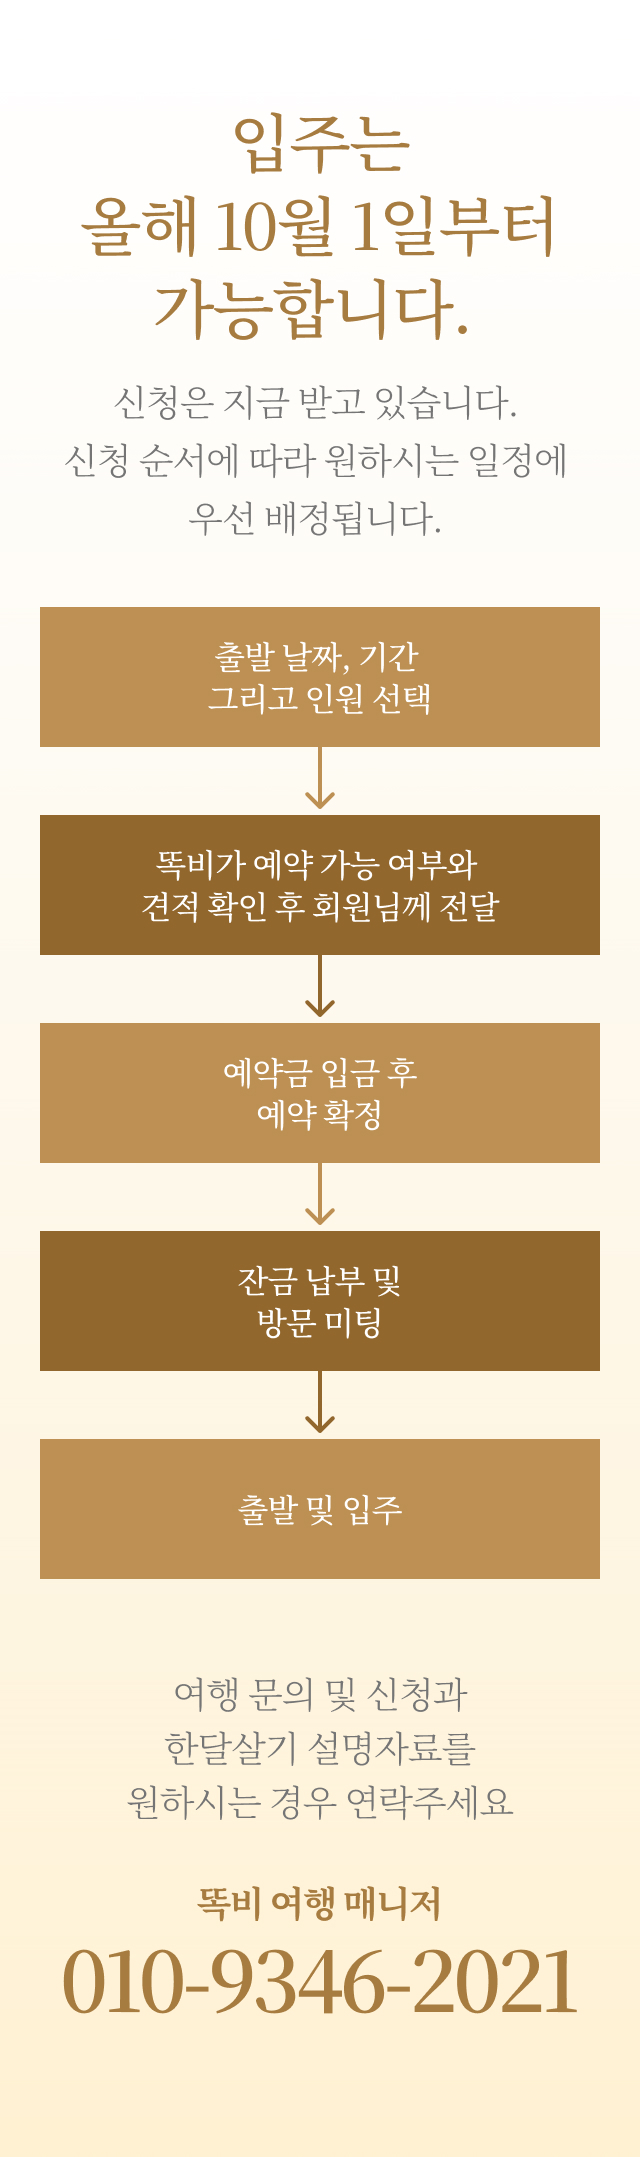 입주는
올해 10월 1일부터
가능합니다.
신청은 지금 받고 있습니다.
신청 순서에 따라 원하시는 일정에
우선 배정됩니다.
출발 날짜, 기간
그리고 인원 선택
똑비가 예약 가능 여부와
견적 확인 후 회원님께 전달
예약금 입금 후
예약 확정
잔금 납부 및
방문 미팅
출발 및 입주
여행 문의 및 신청과
한달살기 설명자료를
원하시는 경우 연락주세요
똑비 여행 매니저
010-9346-2021